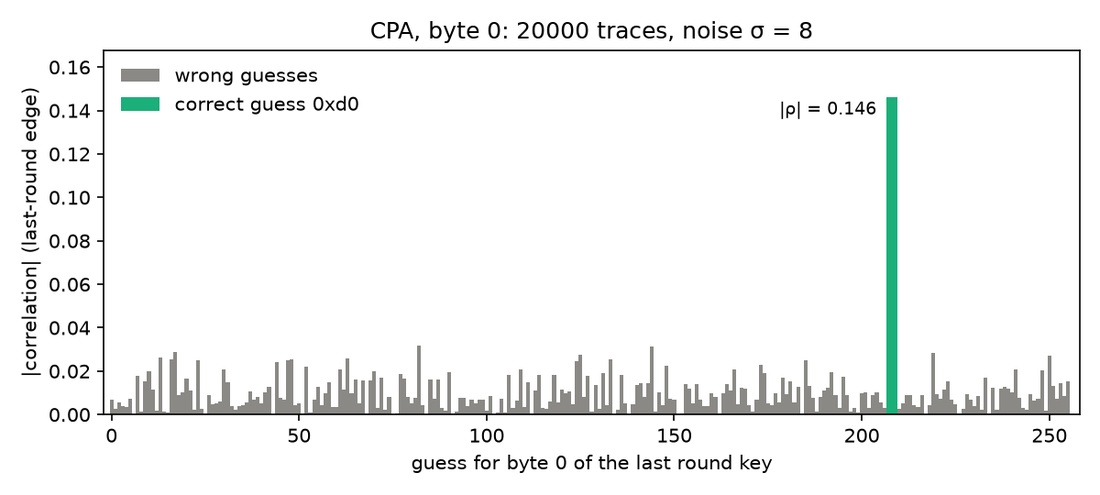 CPA, byte 0: 20000 traces, noise σ = 8
|correlation| (last-round edge)
0.16
0.14
0.12
0.10
0.08
0.06
0.04
0.02
0.00
wrong guesses
correct guess 0xd0
|ρ| = 0.146
0
50
100
150
200
250
guess for byte 0 of the last round key